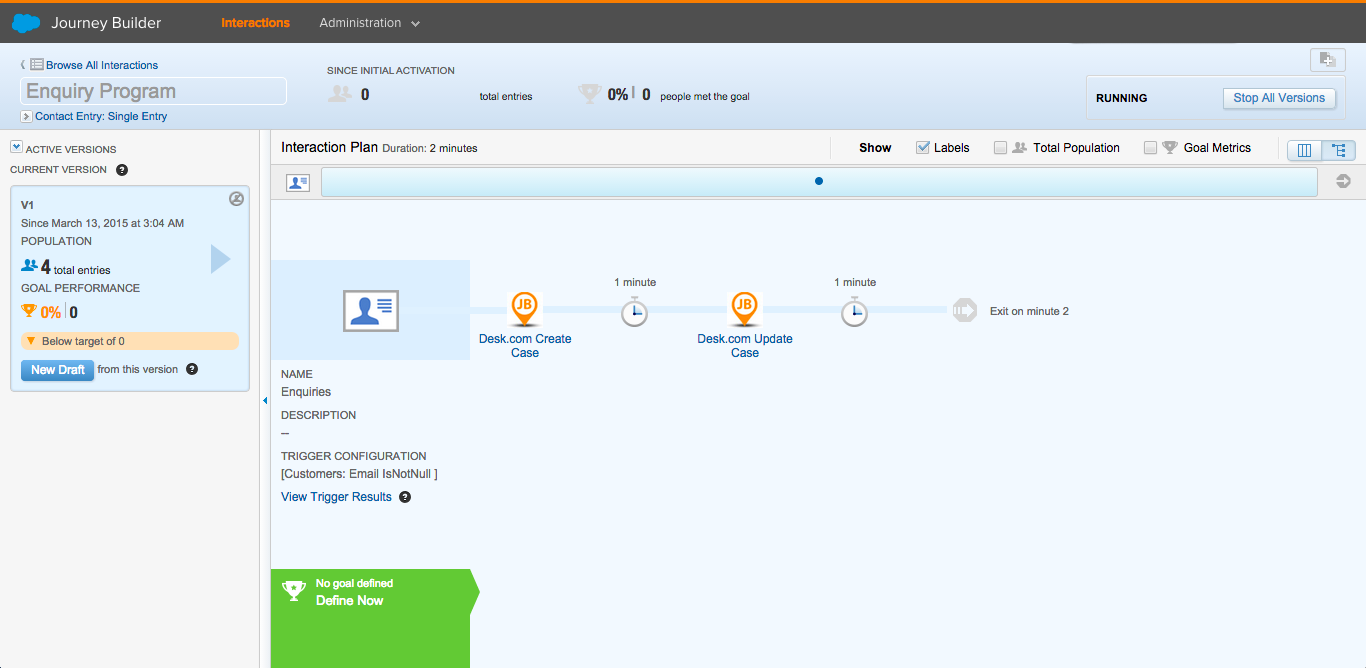 Journey Builder
Interactions
Administration
Browse All Interactions
Enquiry Program
Contact Entry: Single Entry
SINCE INITIAL ACTIVATION
0
total entries
0% 0 people met the goal
RUNNING
Stop All Versions
ACTIVE VERSIONS
CURRENT VERSION ?
V1
Since March 13, 2015 at 3:04 AM
POPULATION
4 total entries
GOAL PERFORMANCE
0% 0
Below target of 0
New Draft from this version ?
Interaction Plan Duration: 2 minutes
Show
Labels
Total Population
Goal Metrics
1 minute
1 minute
JB
JB
Exit on minute 2
Desk.com Create
Case
Desk.com Update
Case
NAME
Enquiries
DESCRIPTION
--
TRIGGER CONFIGURATION
[Customers: Email IsNotNull ]
View Trigger Results ?
No goal defined
Define Now